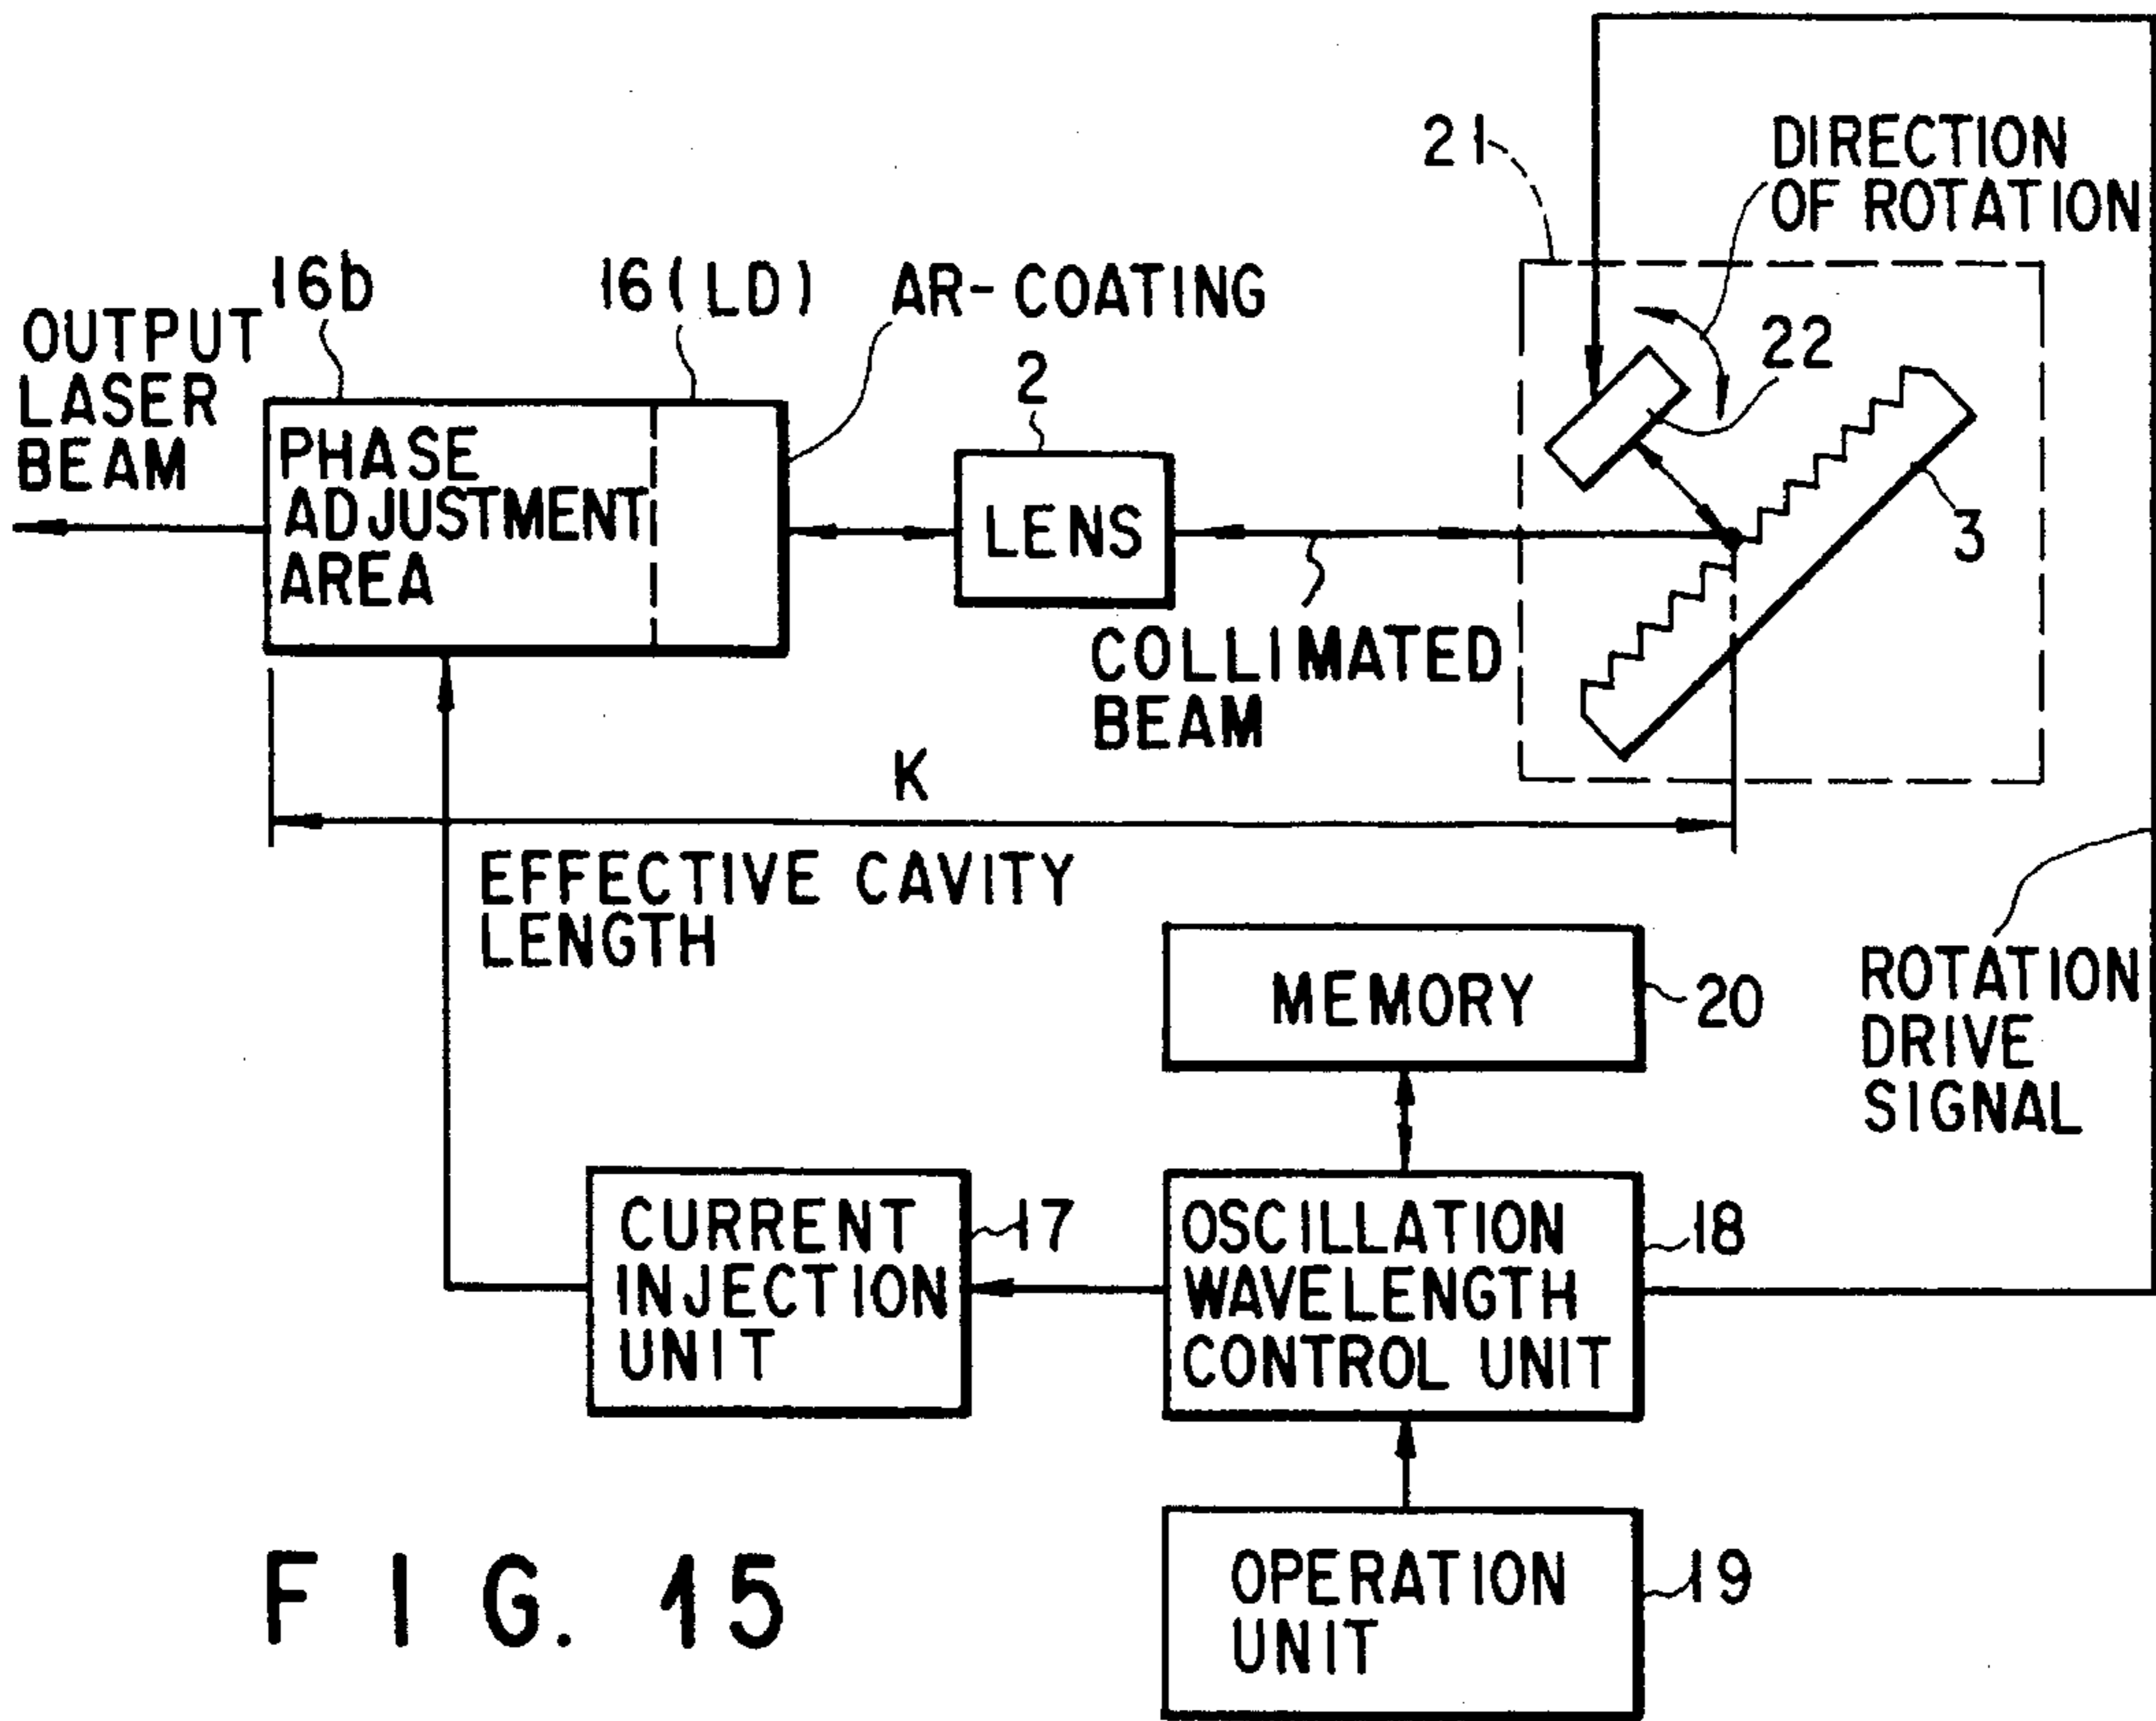 21
DIRECTION
OF ROTATION
16b
16(LD)
AR-COATING
22
OUTPUT
LASER
BEAM
2
PHASE
ADJUSTMENT
AREA
LENS
3
COLLIMATED
BEAM
K
EFFECTIVE CAVITY
LENGTH
MEMORY
20
ROTATION
DRIVE
SIGNAL
CURRENT
INJECTION
UNIT
17
OSCILLATION
WAVELENGTH
CONTROL UNIT
18
OPERATION
UNIT
19
FIG. 15